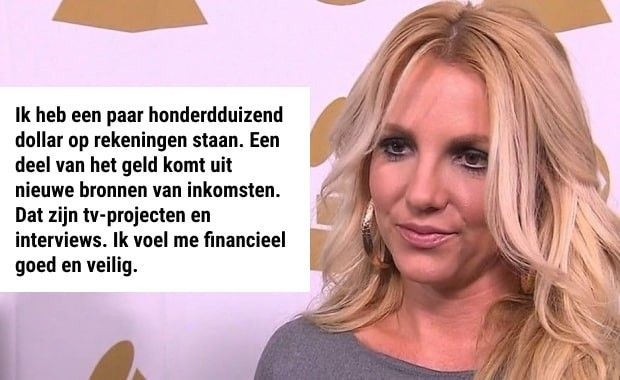 Ik heb een paar honderdduizend
dollar op rekeningen staan. Een
deel van het geld komt uit
nieuwe bronnen van inkomsten.
Dat zijn tv-projecten en
interviews. Ik voel me financieel
goed en veilig.